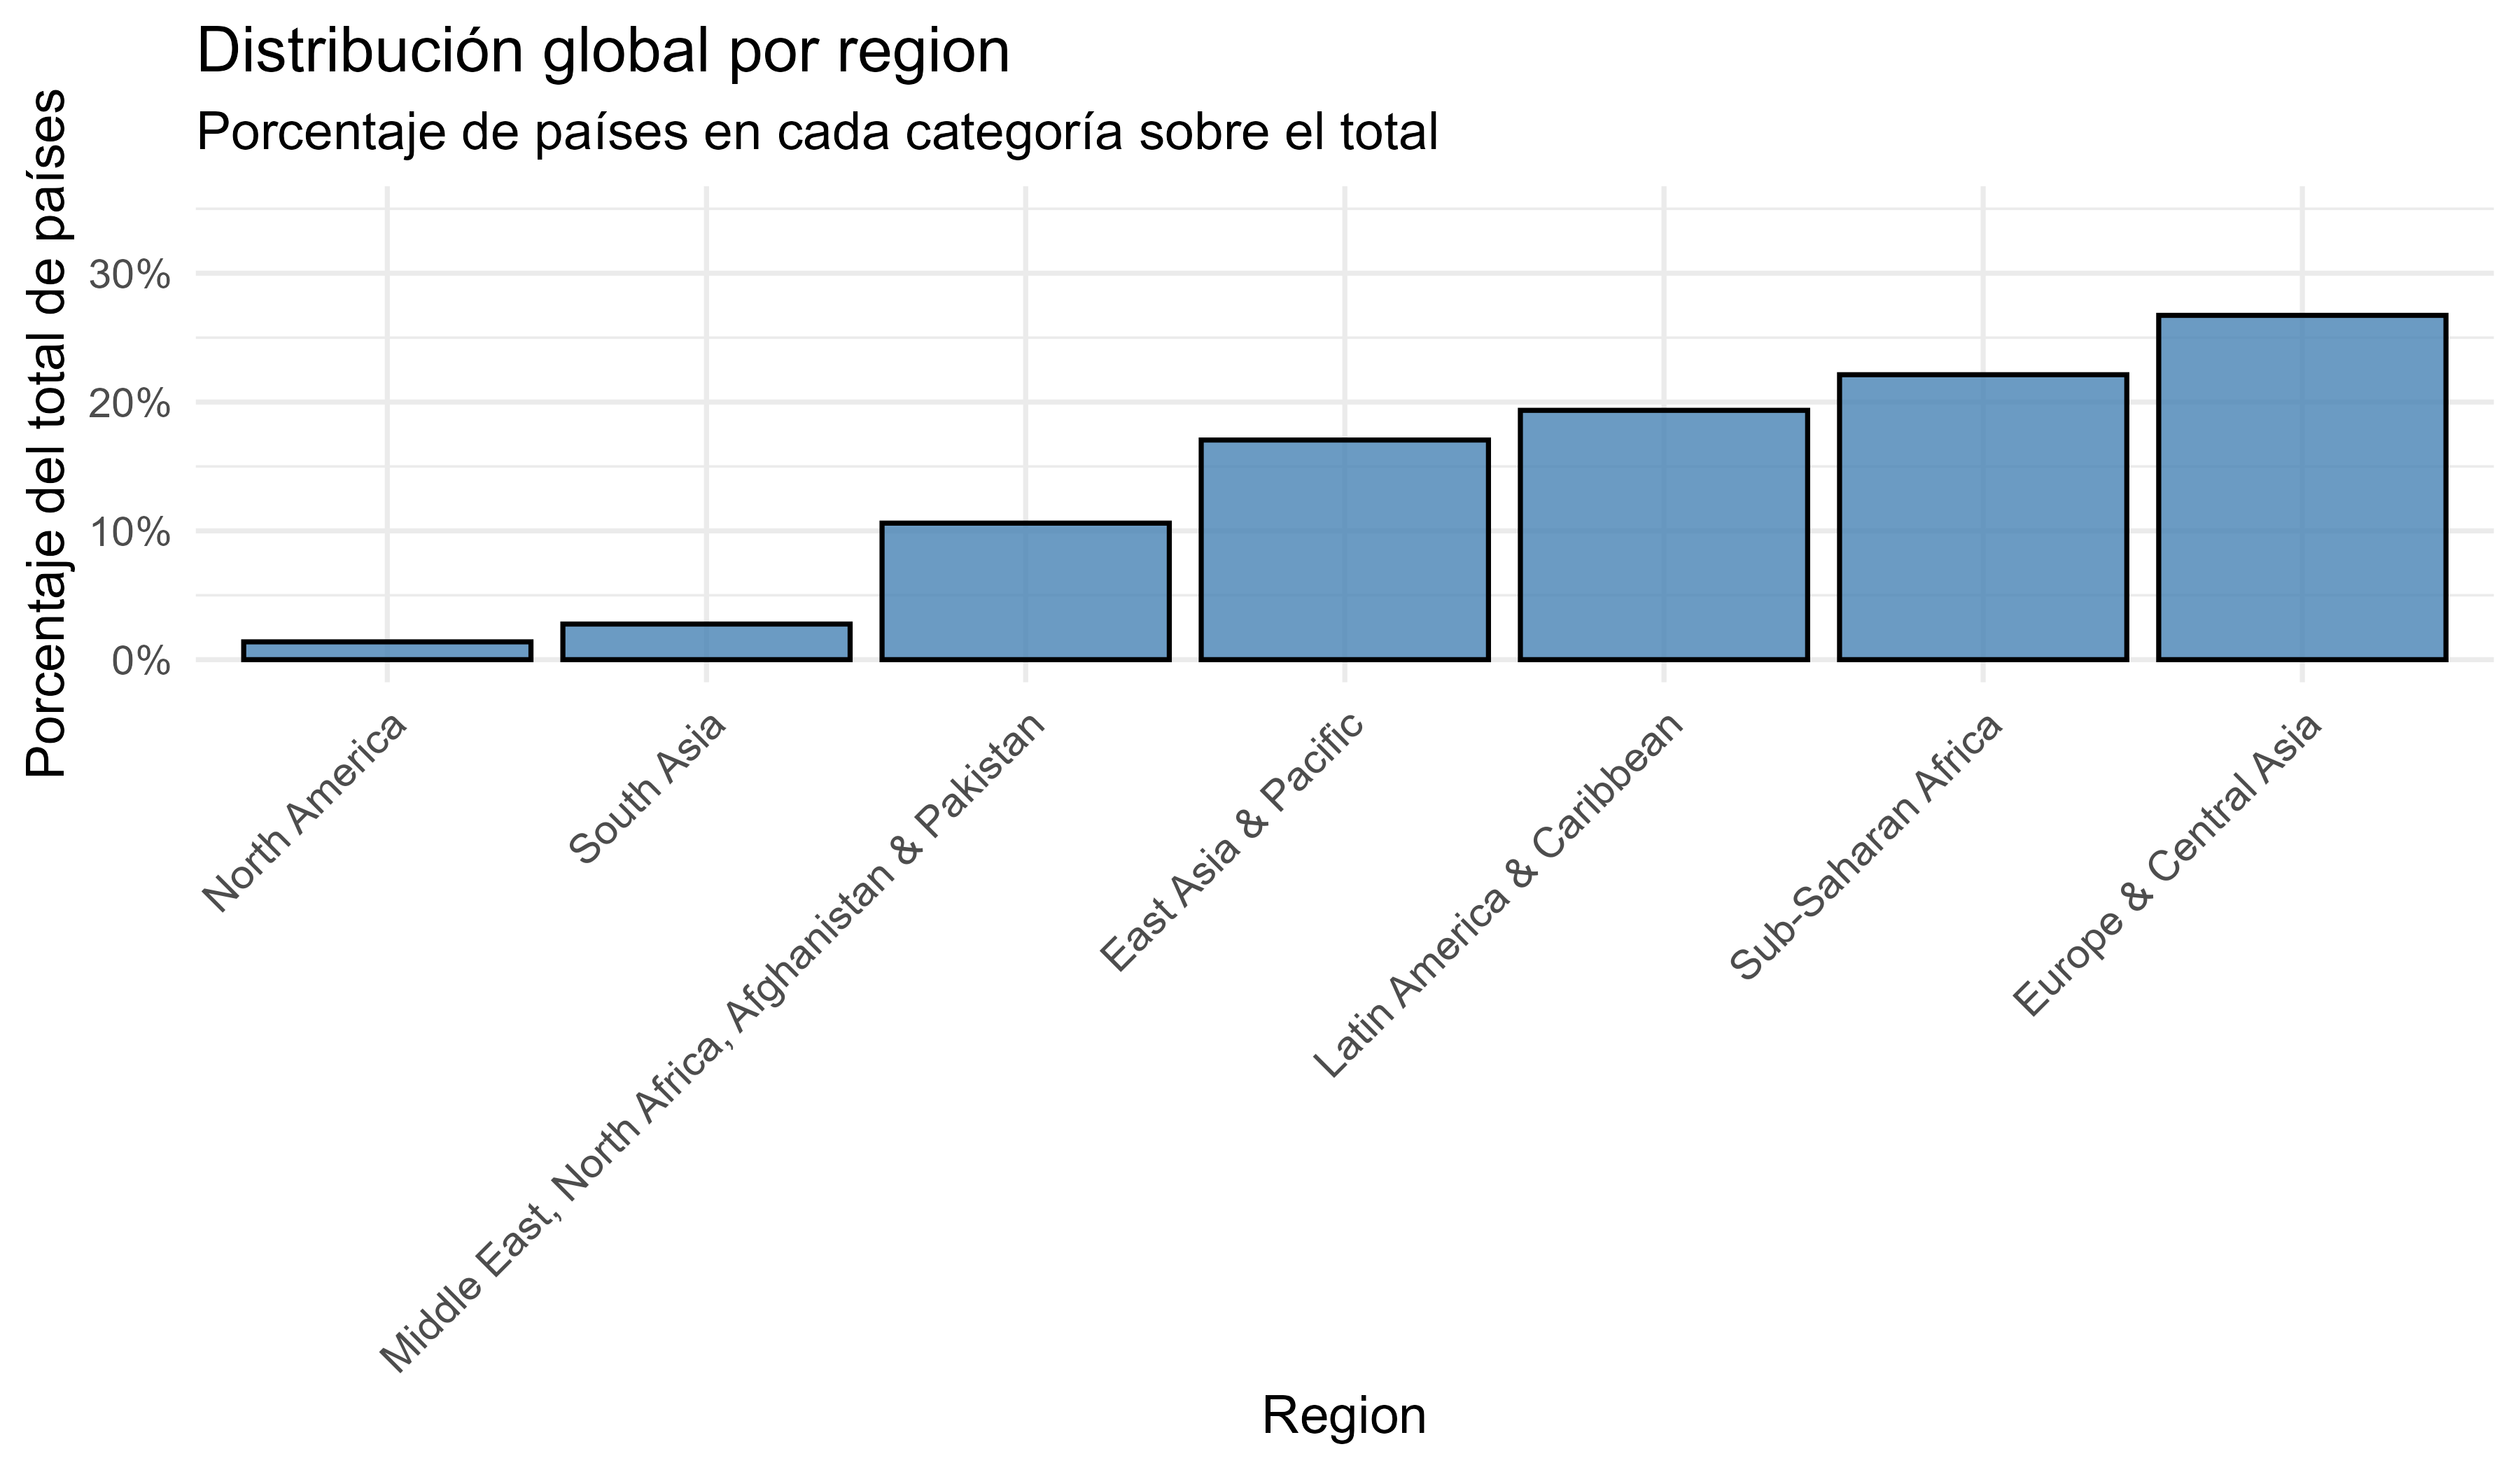 Distribución global por region
Porcentaje de países en cada categoría sobre el total
Porcentaje del total de países
30%
20%
10%
0%
North America
South Asia
Middle East, North Africa, Afghanistan & Pakistan
East Asia & Pacific
Latin America & Caribbean
Sub-Saharan Africa
Europe & Central Asia
Region